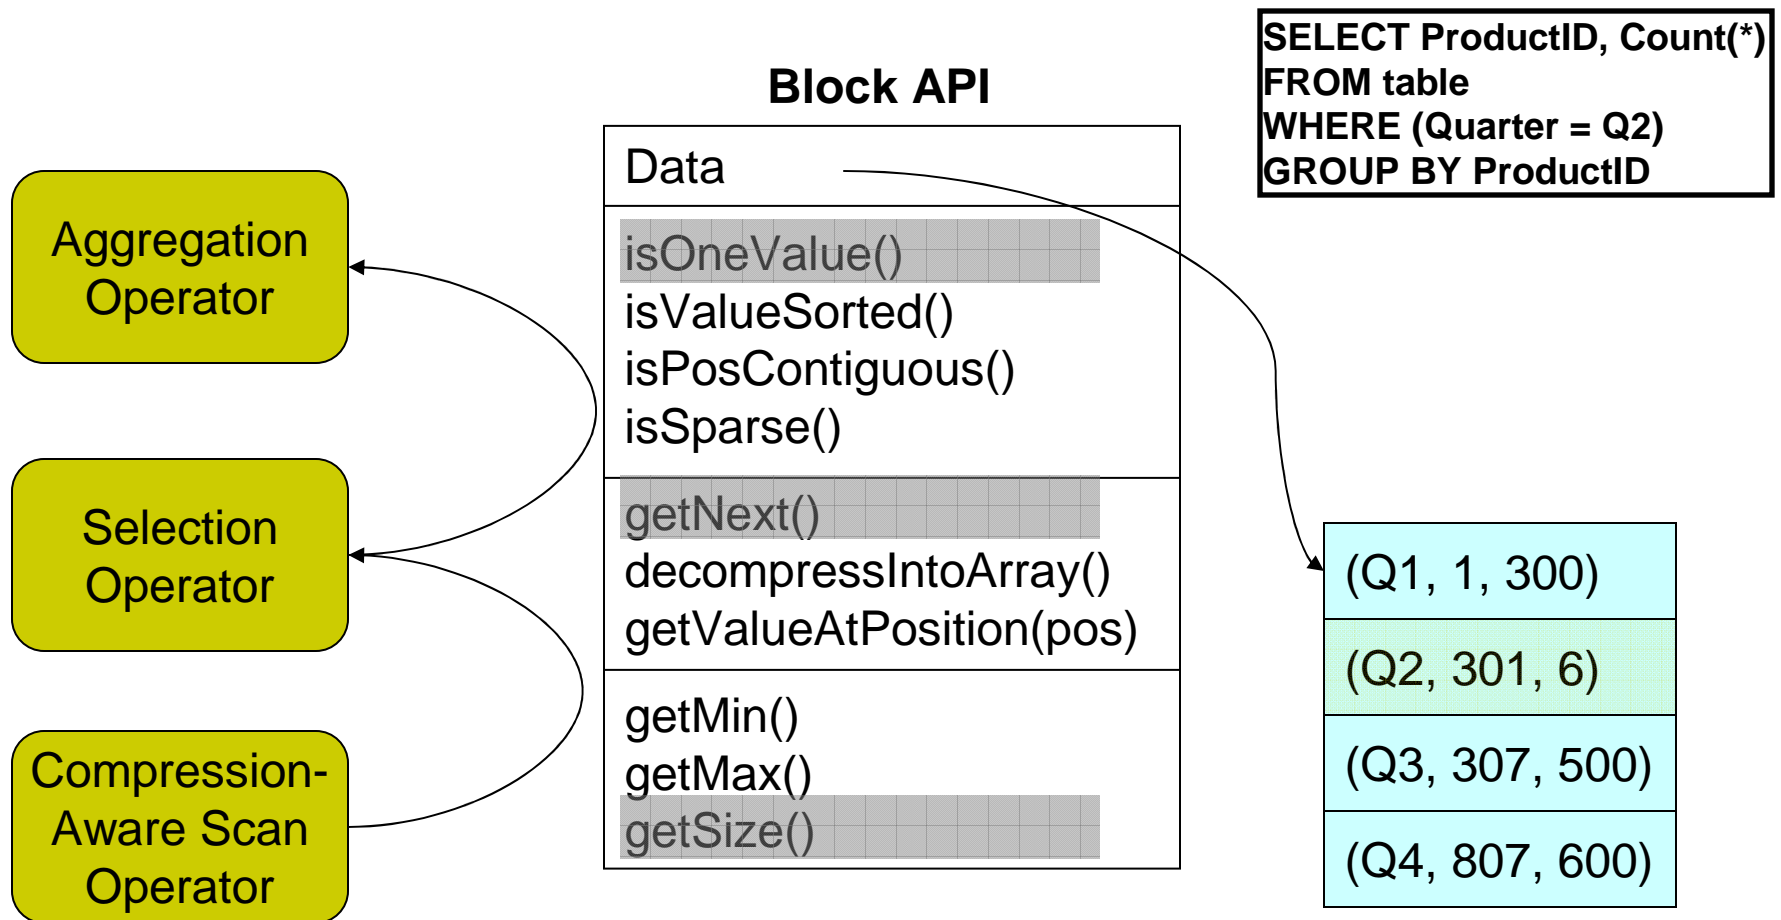 SELECT ProductID, Count(*)
FROM table
WHERE (Quarter = Q2)
GROUP BY ProductID
Block API
Data
isOneValue()
isValueSorted()
isPosContiguous()
isSparse()
getNext()
decompressIntoArray()
getValueAtPosition(pos)
getMin()
getMax()
getSize()
Aggregation
Operator
Selection
Operator
Compression-
Aware Scan
Operator
(Q1, 1, 300)
(Q2, 301, 6)
(Q3, 307, 500)
(Q4, 807, 600)